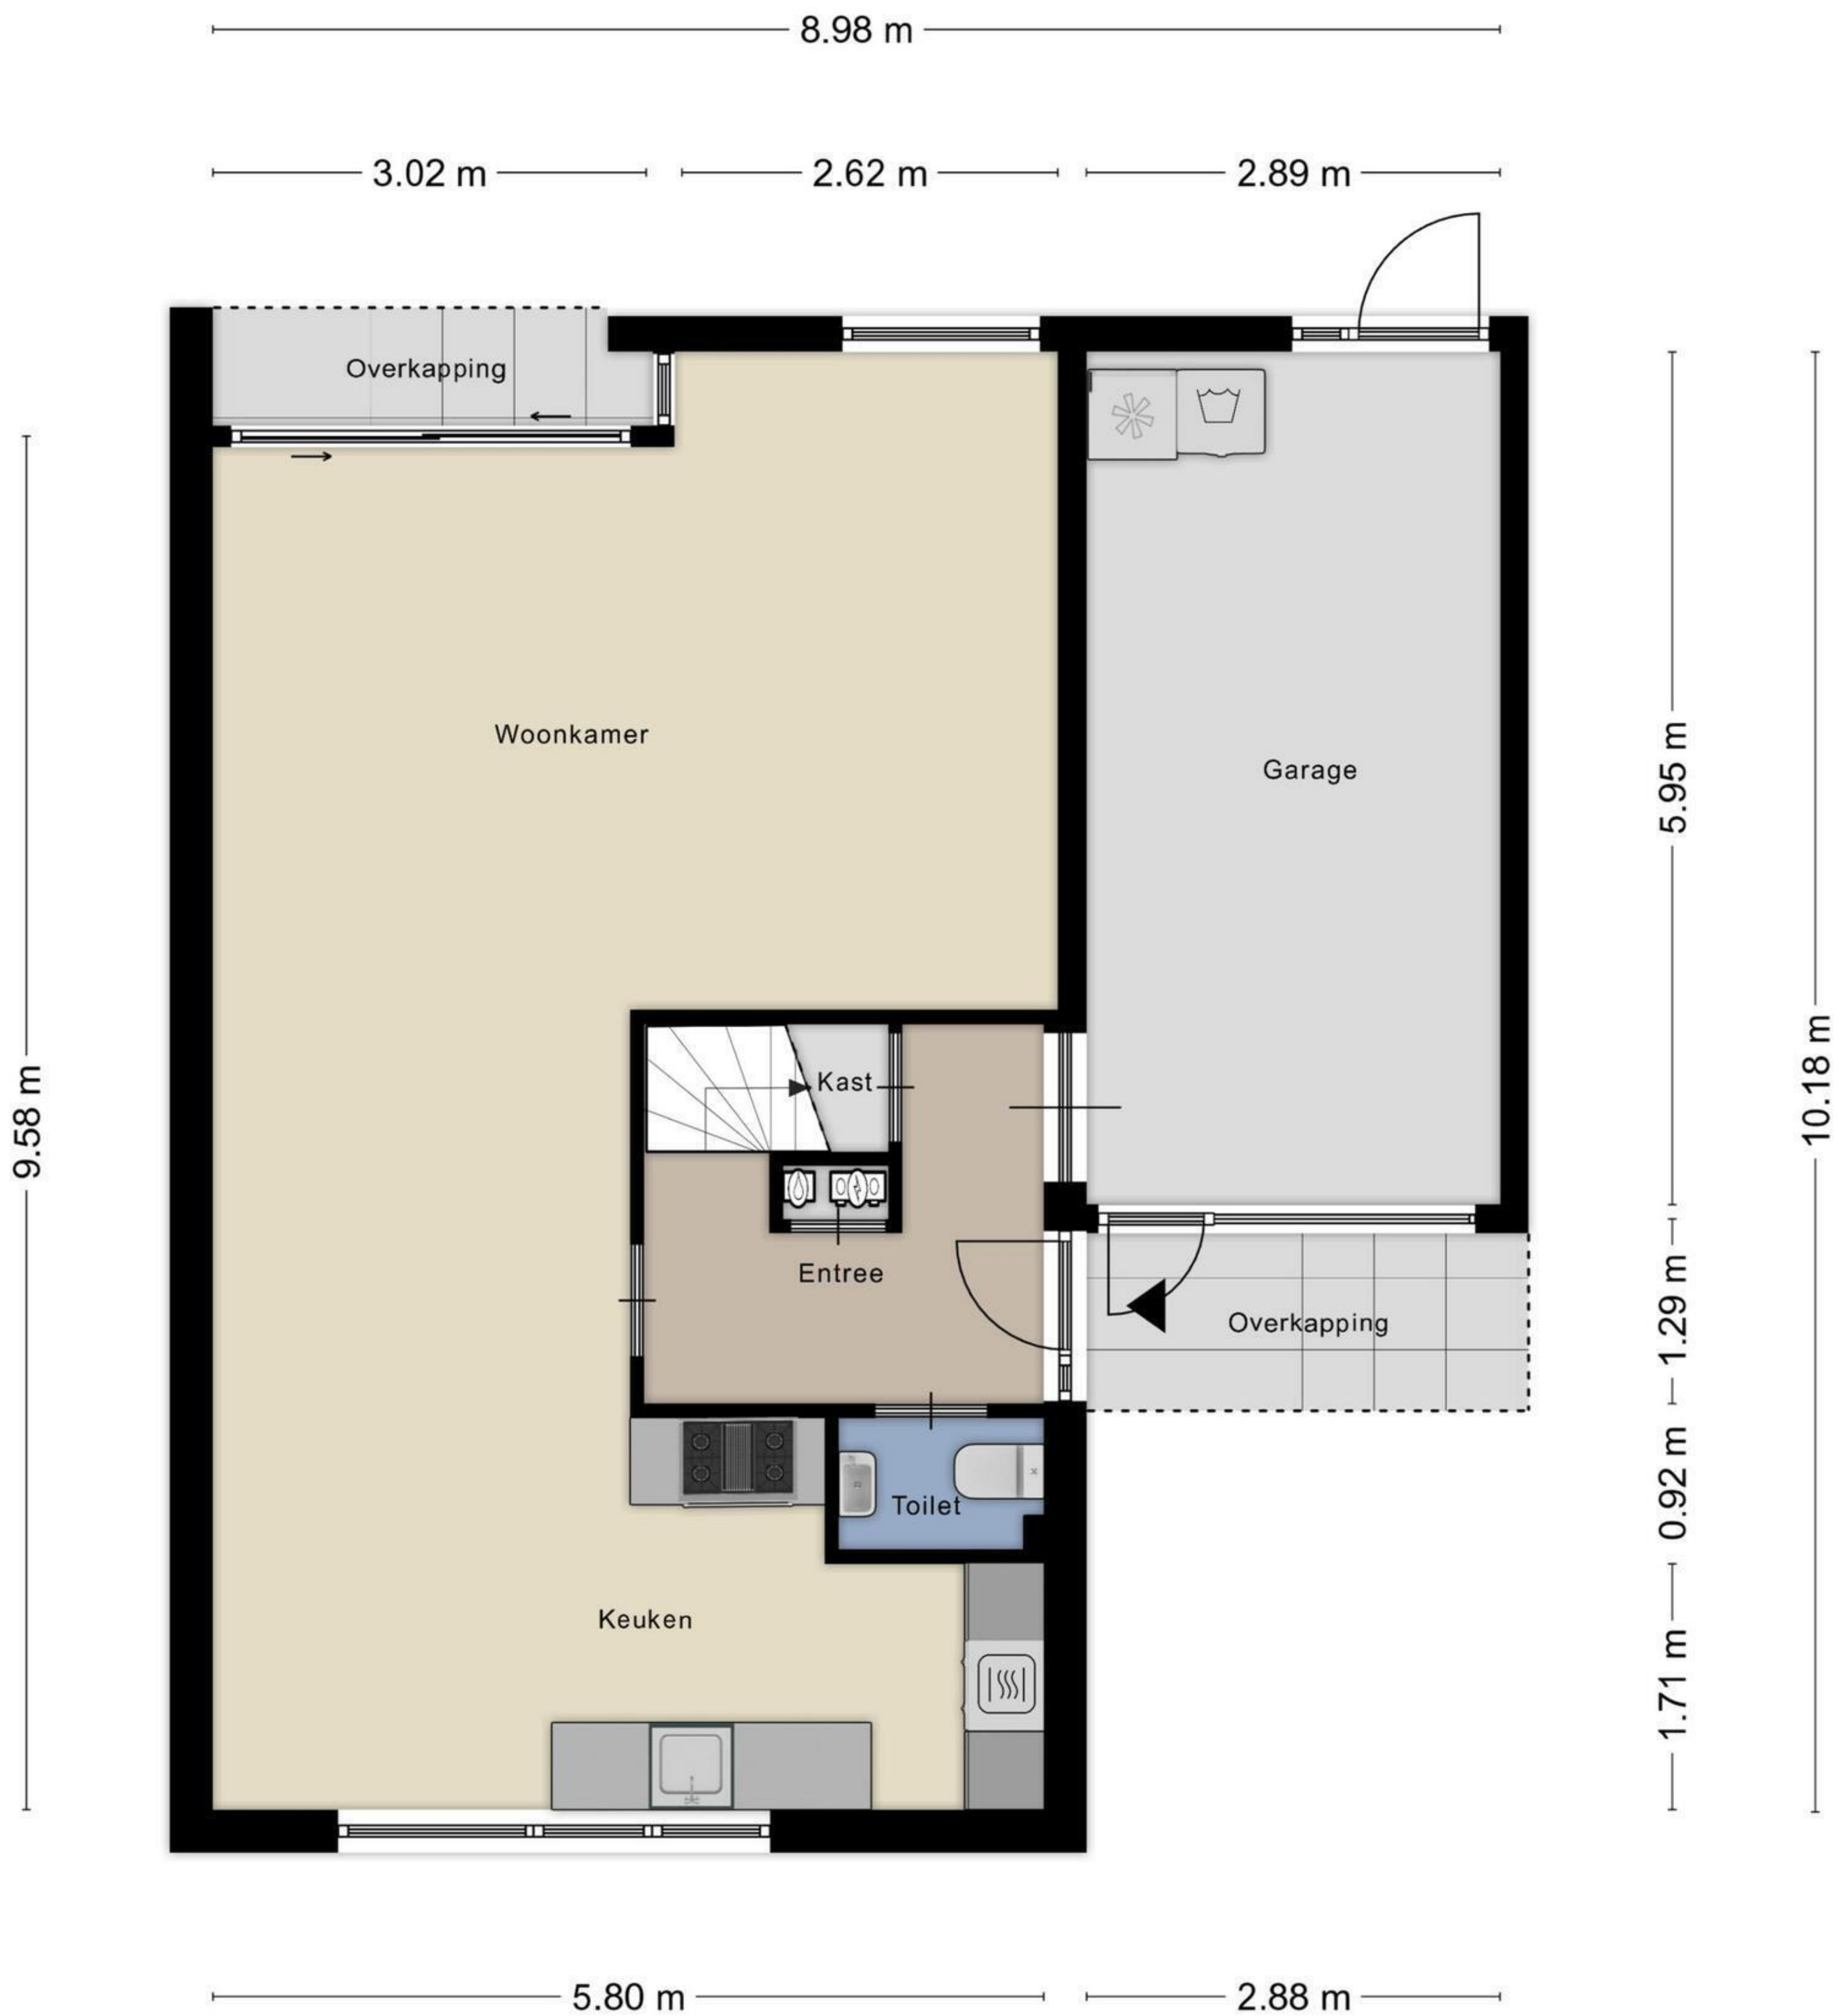 8.98 m
3.02 m
2.62 m
2.89 m
Overkapping
Woonkamer
Garage
5.95 m
9.58 m
10.18 m
Kast
Entree
Overkapping
1.29 m
Toilet
0.92 m
Keuken
1.71 m
5.80 m
2.88 m